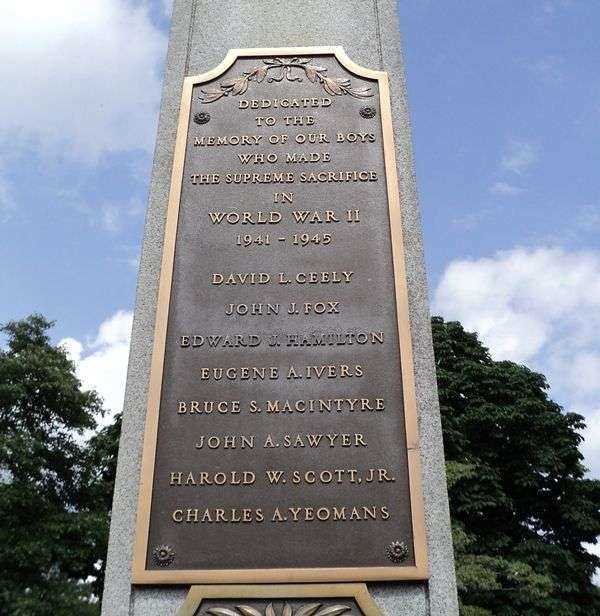 DEDICATED
TO THE
MEMORY OF OUR BOYS
WHO MADE
THE SUPREME SACRIFICE
IN
WORLD WAR II
1941 - 1945
DAVID L. CEELY
JOHN J. FOX
EDWARD J. HAMILTON
EUGENE A. IVERS
BRUCE S. MACINTYRE
JOHN A. SAWYER
HAROLD W. SCOTT, JR.
CHARLES A. YEOMANS